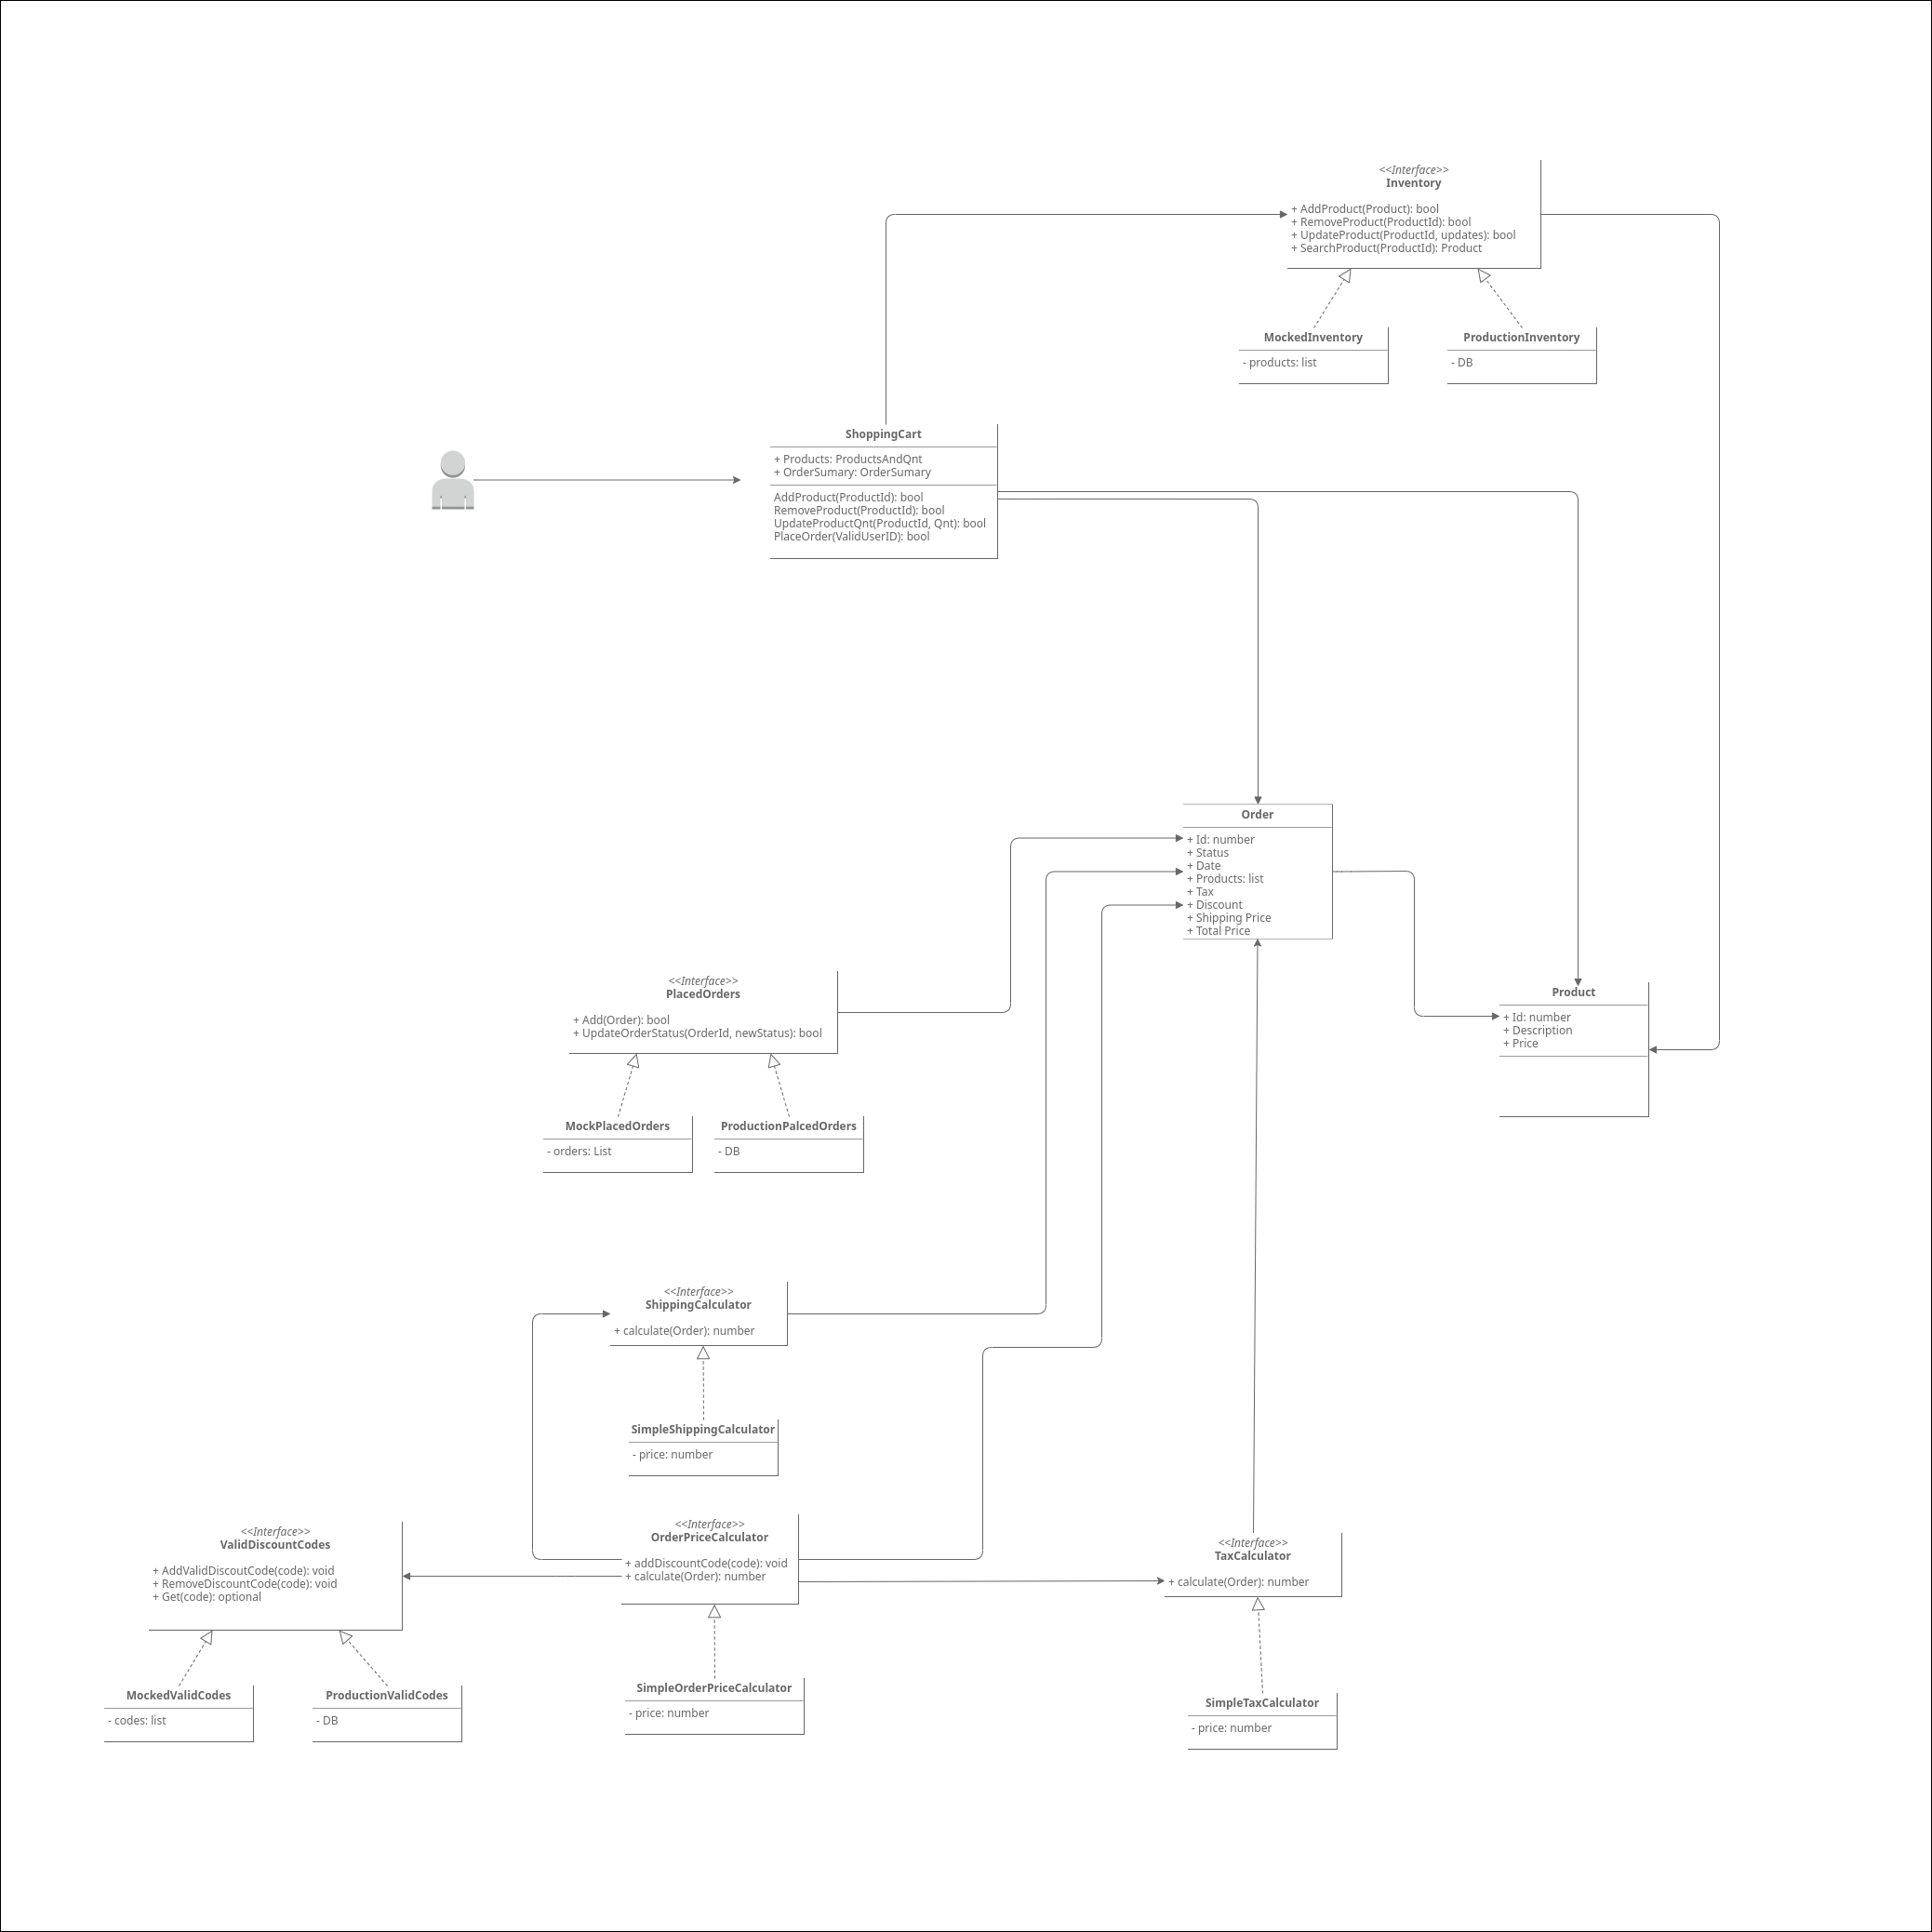 <<Interface>>
Inventory
+ AddProduct(Product): bool
+ RemoveProduct(ProductId): bool
+ UpdateProduct(ProductId, updates): bool
+ SearchProduct(ProductId): Product
MockedInventory
- products: list
ProductionInventory
- DB
ShoppingCart
+ Products: ProductsAndQnt
+ OrderSumary: OrderSumary
AddProduct(ProductId): bool
RemoveProduct(ProductId): bool
UpdateProductQnt(ProductId, Qnt): bool
PlaceOrder(ValidUserID): bool
Order
+ Id: number
+ Status
+ Date
+ Products: list
+ Tax
+ Discount
+ Shipping Price
+ Total Price
<<Interface>>
PlacedOrders
+ Add(Order): bool
+ UpdateOrderStatus(OrderId, newStatus): bool
Product
+ Id: number
+ Description
+ Price
MockPlacedOrders
- orders: List
ProductionPalcedOrders
- DB
<<Interface>>
ShippingCalculator
+ calculate(Order): number
SimpleShippingCalculator
- price: number
<<Interface>>
ValidDiscountCodes
+ AddValidDiscoutCode(code): void
+ RemoveDiscountCode(code): void
+ Get(code): optional
<<Interface>>
OrderPriceCalculator
+ addDiscountCode(code): void
+ calculate(Order): number
<<Interface>>
TaxCalculator
+ calculate(Order): number
MockedValidCodes
- codes: list
ProductionValidCodes
- DB
SimpleOrderPriceCalculator
- price: number
SimpleTaxCalculator
- price: number